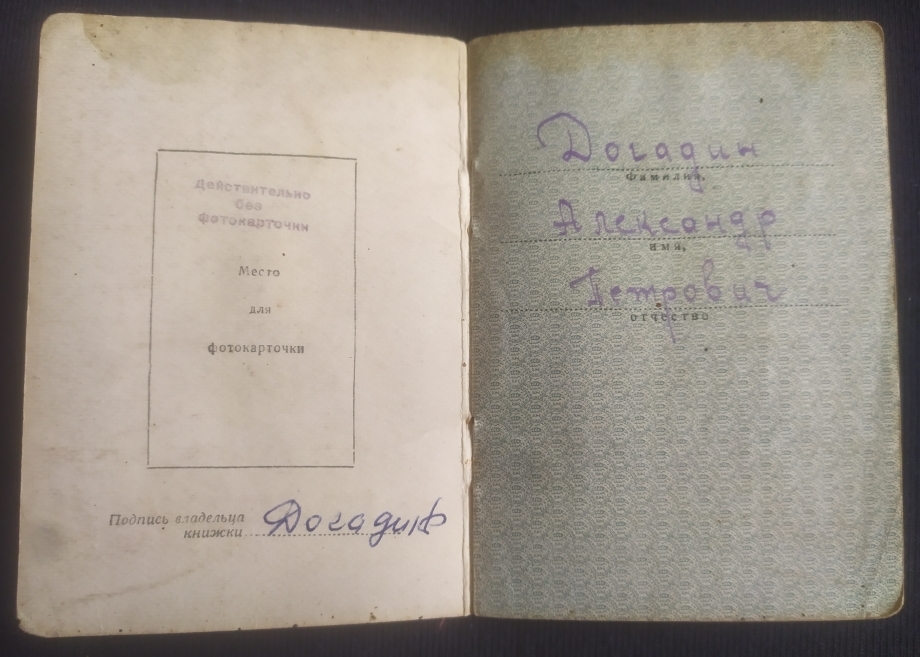 Действительно
без
фотокарточки
Место
для
фотокарточки
Подпись владельца
книжки Догадин
Догадин
Фамилия,
Александр
имя,
Петрович
отчество